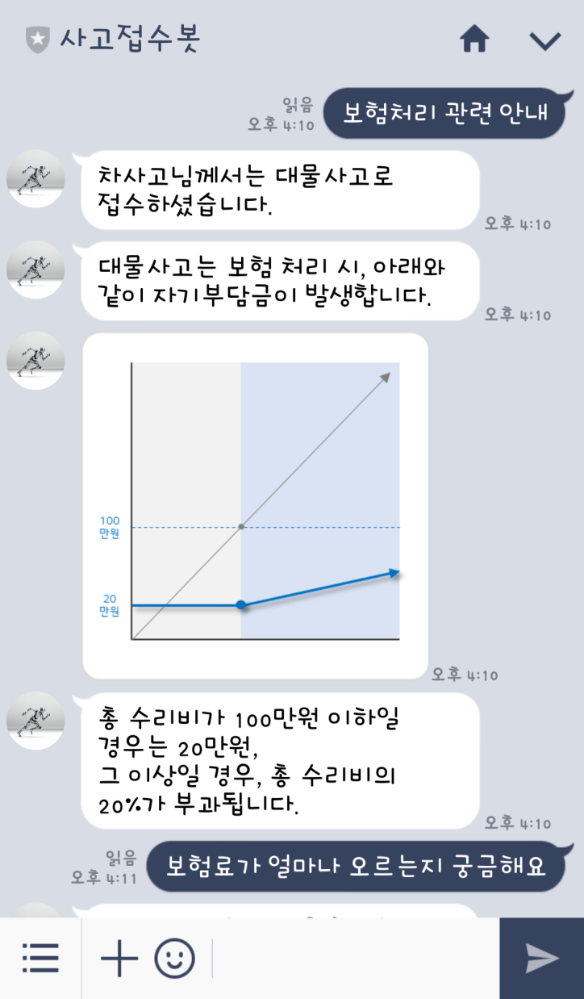 사고접수봇
읽음
오후 4:10
보험처리 관련 안내
차사고님께서는 대물사고로
접수하셨습니다.
오후 4:10
대물사고는 보험 처리 시, 아래와
같이 자기부담금이 발생합니다.
오후 4:10
100
만원
20
만원
오후 4:10
총 수리비가 100만원 이하일
경우는 20만원,
그 이상일 경우, 총 수리비의
20%가 부과됩니다.
오후 4:10
읽음
오후 4:11
보험료가 얼마나 오르는지 궁금해요